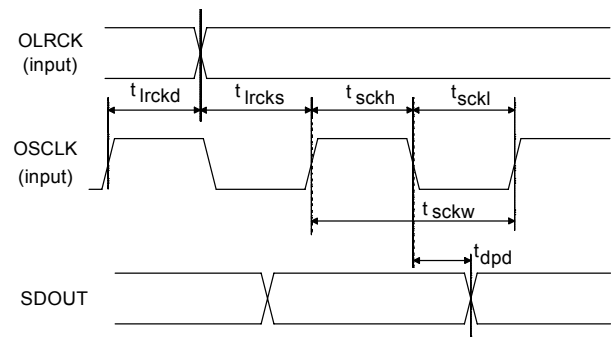 OLRCK
(input)
t lrckd
t lrcks
t sckh
t sckl
OSCLK
(input)
t sckw
t dpd
SDOUT